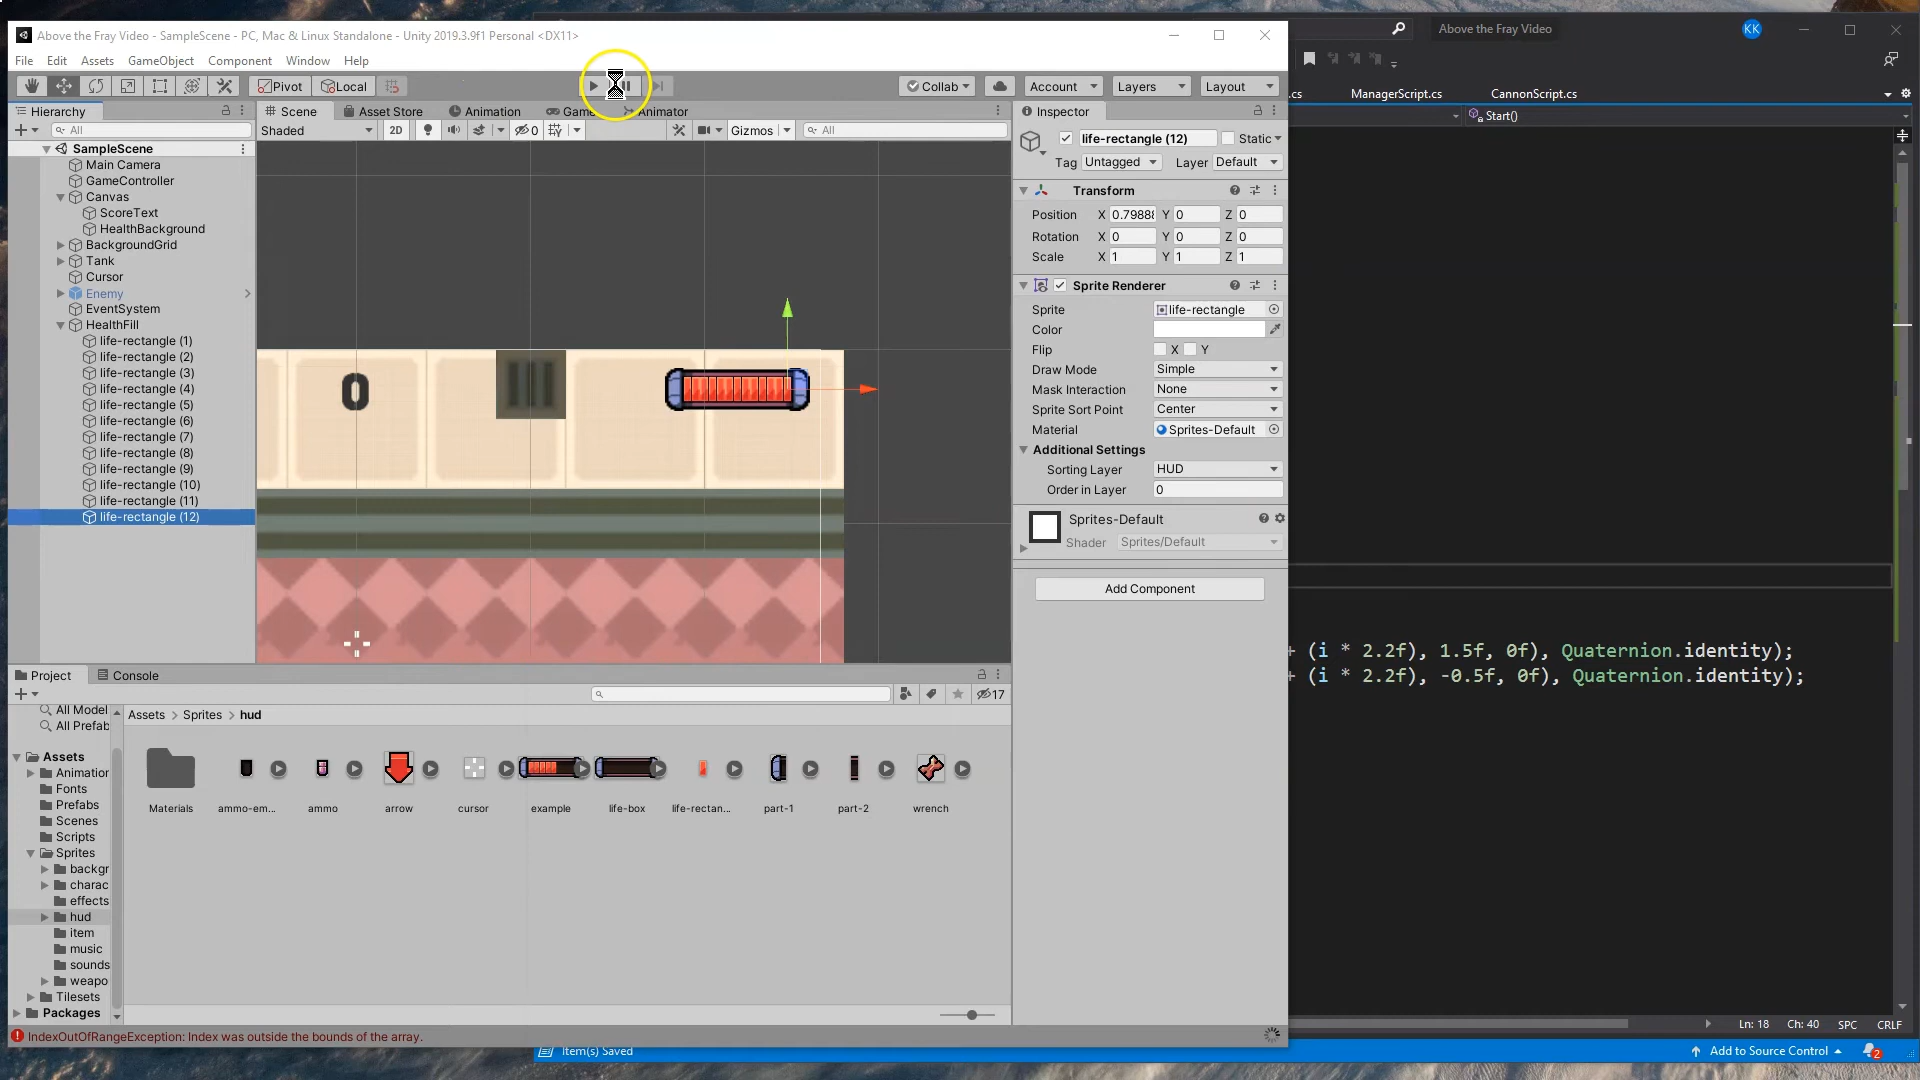 Above the Fray Video - SampleScene - PC, Mac & Linux Standalone - Unity 2019.3.9f1 Personal <DX11>
Above the Fray Video
KK
File Edit Assets GameObject Component Window Help
Pivot Local
Collab Account Layers Layout
.cs ManagerScript.cs CannonScript.cs
Start()
Hierarchy
All
SampleScene
Main Camera
GameController
Canvas
ScoreText
HealthBackground
BackgroundGrid
Tank
Cursor
Enemy
EventSystem
HealthFill
life-rectangle (1)
life-rectangle (2)
life-rectangle (3)
life-rectangle (4)
life-rectangle (5)
life-rectangle (6)
life-rectangle (7)
life-rectangle (8)
life-rectangle (9)
life-rectangle (10)
life-rectangle (11)
life-rectangle (12)
Scene Asset Store Animation Game Animator
Shaded 2D 0 Gizmos All
0
Inspector
life-rectangle (12) Static
Tag Untagged Layer Default
Transform
Position X 0.7988 Y 0 Z 0
Rotation X 0 Y 0 Z 0
Scale X 1 Y 1 Z 1
Sprite Renderer
Sprite life-rectangle
Color
Flip X Y
Draw Mode Simple
Mask Interaction None
Sprite Sort Point Center
Material Sprites-Default
Additional Settings
Sorting Layer HUD
Order in Layer 0
Sprites-Default
Shader Sprites/Default
Add Component
+ (i * 2.2f), 1.5f, 0f), Quaternion.identity);
+ (i * 2.2f), -0.5f, 0f), Quaternion.identity);
Project Console
17
All Model
All Prefab
Assets
Animation
Fonts
Prefabs
Scenes
Scripts
Sprites
backgr
charac
effects
hud
item
music
sounds
weapo
Tilesets
Packages
Assets > Sprites > hud
Materials ammo-em... ammo arrow cursor example life-box life-rectan... part-1 part-2 wrench
IndexOutOfRangeException: Index was outside the bounds of the array.
Ln: 18 Ch: 40 SPC CRLF
Item(s) Saved
Add to Source Control 2